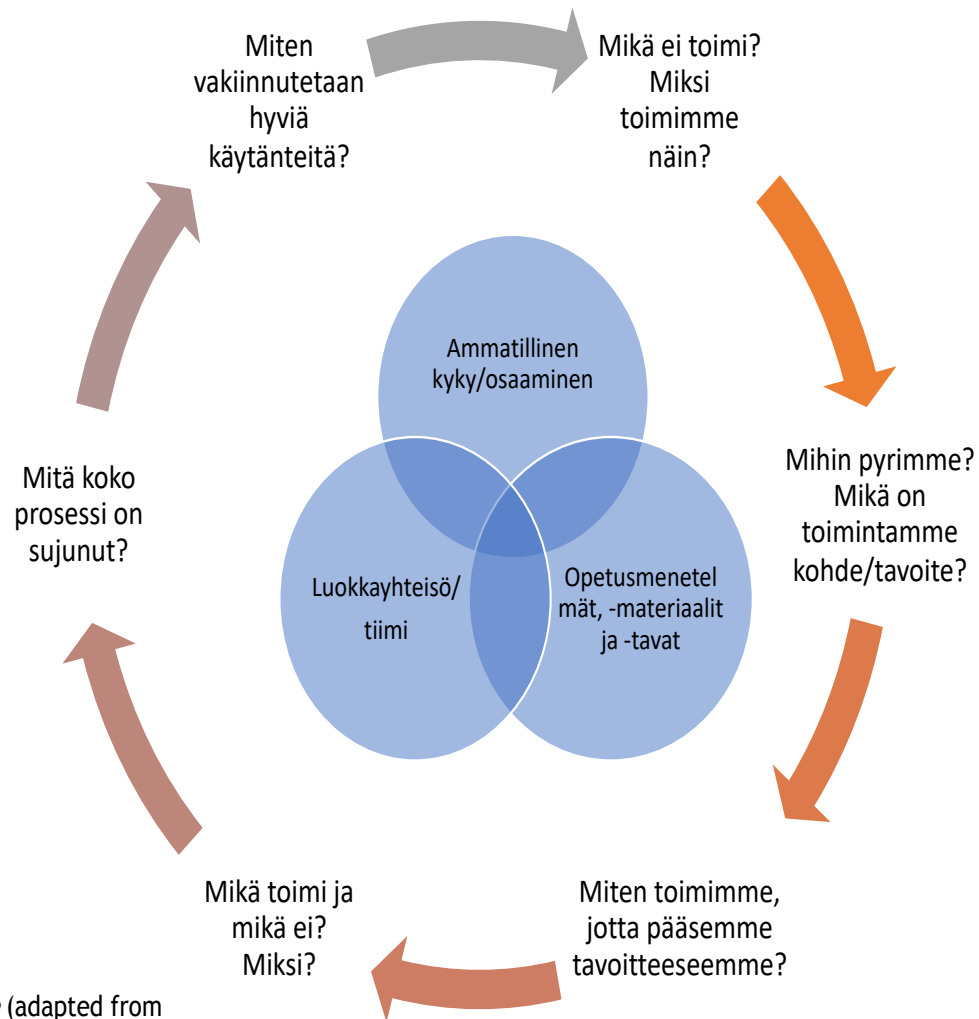 Miten
vakiinnutetaan
hyviä
käytänteitä?
Mikä ei toimi?
Miksi
toimimme
näin?
Mihin pyrimme?
Mikä on
toimintamme
kohde/tavoite?
Miten toimimme,
jotta pääsemme
tavoitteeseemme?
Mikä toimi ja
mikä ei?
Miksi?
Mitä koko
prosessi on
sujunut?
Ammatillinen
kyky/osaaminen
Luokkayhteisö/
tiimi
Opetusmenetel
mät, -materiaalit
ja -tavat
(adapted from